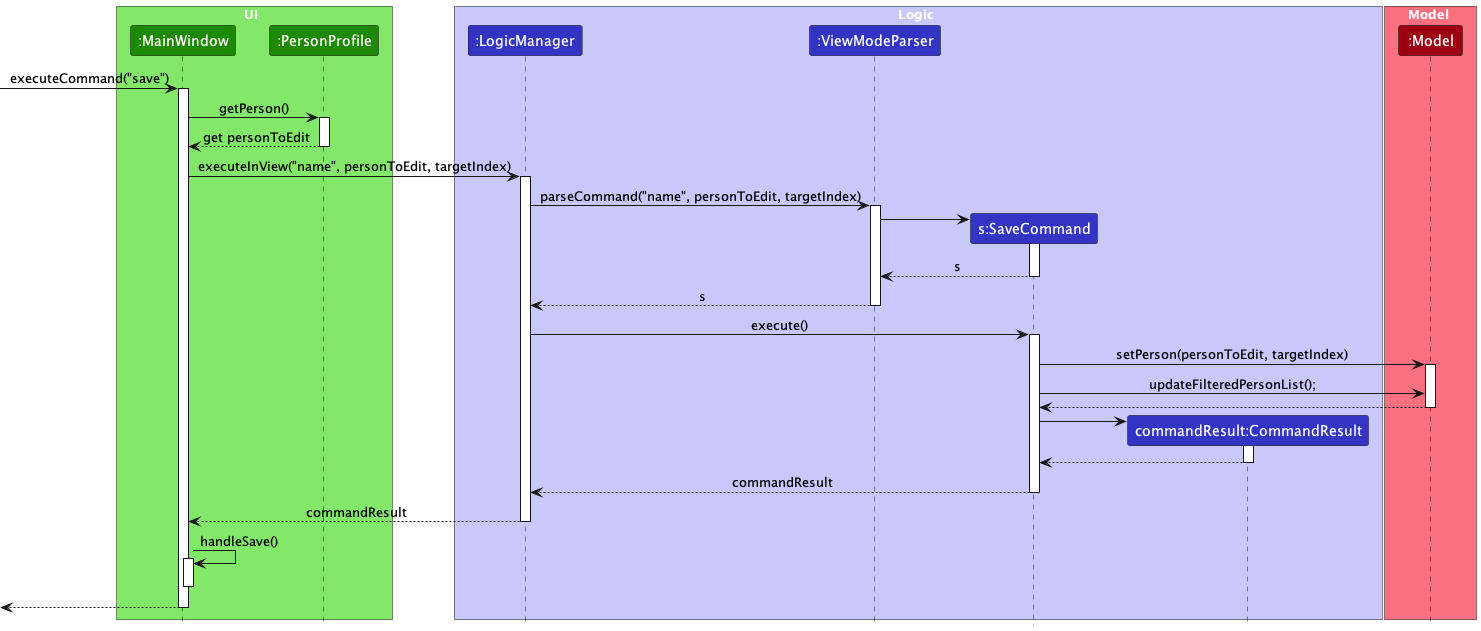 UI
Logic
Model
:MainWindow
:PersonProfile
:LogicManager
:ViewModeParser
:Model
executeCommand("save")
getPerson()
get personToEdit
executeInView("name", personToEdit, targetIndex)
parseCommand("name", personToEdit, targetIndex)
s:SaveCommand
s
s
execute()
setPerson(personToEdit, targetIndex)
updateFilteredPersonList();
commandResult:CommandResult
commandResult
commandResult
handleSave()